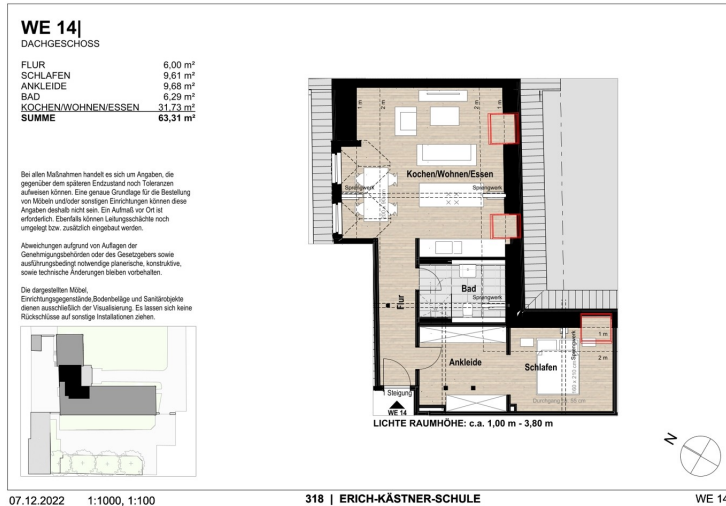 WE 14|
DACHGESCHOSS
FLUR 6,00 m²
SCHLAFEN 9,61 m²
ANKLEIDE 9,68 m²
BAD 6,29 m²
KOCHEN/WOHNEN/ESSEN 31,73 m²
SUMME 63,31 m²
Bei allen Maßnahmen handelt es sich um Angaben, die
gegenüber dem späteren Endzustand noch Toleranzen
aufweisen können. Eine genaue Grundlage für die Bestellung
von Möbeln und/oder sonstigen Einrichtungen können diese
Angaben deshalb nicht sein. Ein Aufmaß vor Ort ist
erforderlich. Ebenfalls können Leitungsschächte noch
umgelegt bzw. zusätzlich eingebaut werden.
Abweichungen aufgrund von Auflagen der
Genehmigungsbehörden oder des Gesetzgebers sowie
ausführungsbedingt notwendige planerische, konstruktive,
sowie technische Änderungen bleiben vorbehalten.
Die dargestellten Möbel,
Einrichtungsgegenstände,Bodenbeläge und Sanitärobjekte
dienen ausschließlich der Visualisierung. Es lassen sich keine
Rückschlüsse auf sonstige Installationen ziehen.
1 m
2 m
2 m
1 m
Kochen/Wohnen/Essen
Sprengwerk
Sprengwerk
Bad
Sprengwerk
Flur
Ankleide
Schlafen
Sprengwerk
1 m
2 m
1 Steigung
WE 14
LICHTE RAUMHÖHE: c.a. 1,00 m - 3,80 m
N
07.12.2022 1:1000, 1:100
318 | ERICH-KÄSTNER-SCHULE
WE 14